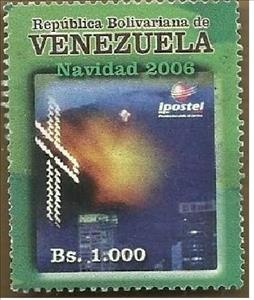 República Bolivariana de
VENEZUELA
Navidad 2006
Ipostel
Bs. 1.000